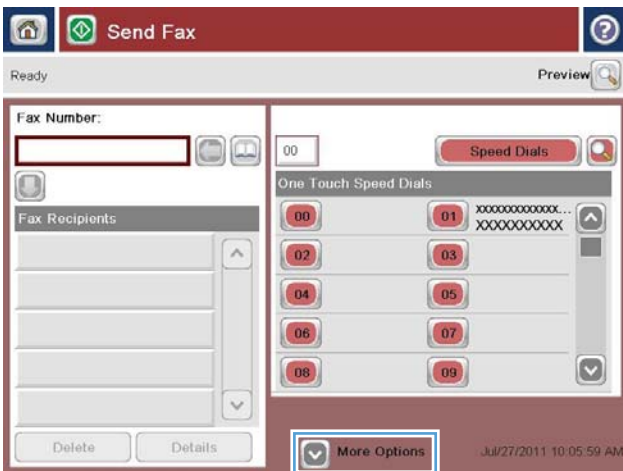 Send Fax
?
Ready
Preview
Fax Number:
00
Speed Dials
One Touch Speed Dials
Fax Recipients
00
01 XXXXXXXXXXXXX...
XXXXXXXXXX
02
03
04
05
06
07
08
09
Delete
Details
More Options
Jul/27/2011 10:05:59 AM